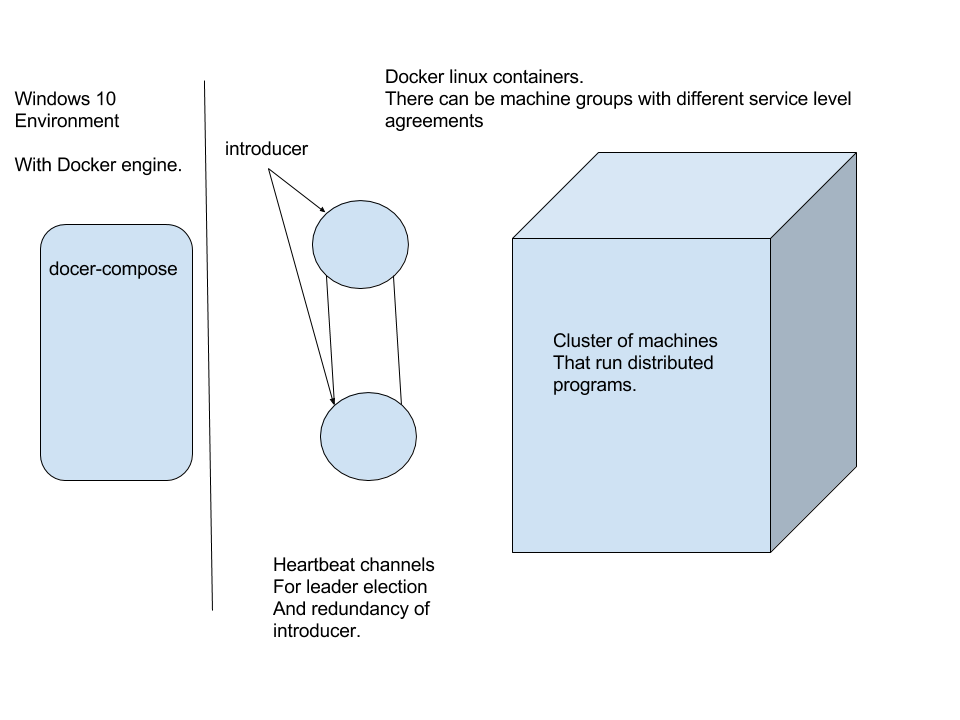 Windows 10
Environment
With Docker engine.
docer-compose
introducer
Docker linux containers.
There can be machine groups with different service level
agreements
Cluster of machines
That run distributed
programs.
Heartbeat channels
For leader election
And redundancy of
introducer.